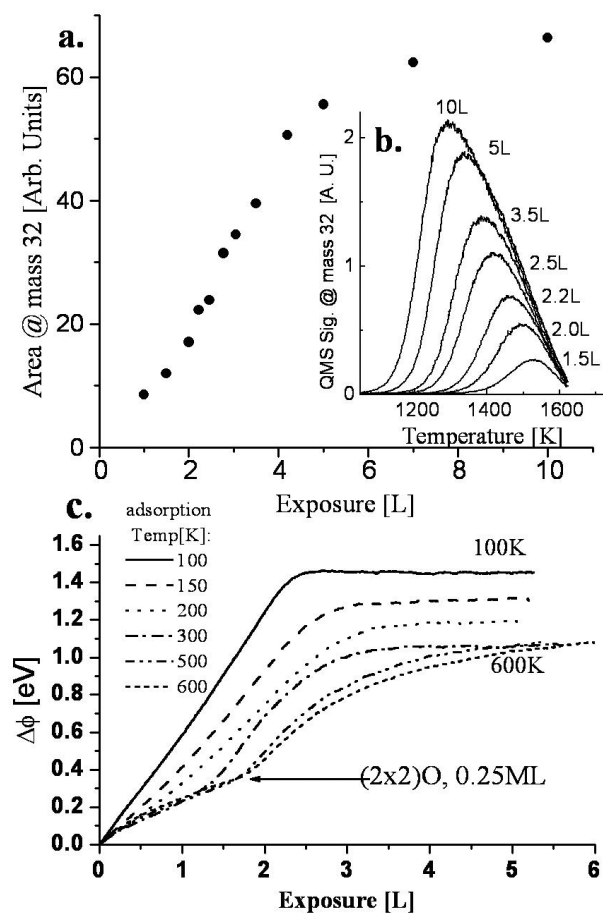 a.
Area @ mass 32 [Arb. Units]
60
40
20
0
0 2 4 6 8 10
Exposure [L]
b.
QMS Sig. @ mass 32 [A. U.]
2
1
0
10L
5L
3.5L
2.5L
2.2L
2.0L
1.5L
1200 1400 1600
Temperature [K]
c.
adsorption
Temp[K]:
100
150
200
300
500
600
Δϕ [eV]
1.6
1.4
1.2
1.0
0.8
0.6
0.4
0.2
0.0
100K
600K
(2x2)O, 0.25ML
0 1 2 3 4 5 6
Exposure [L]